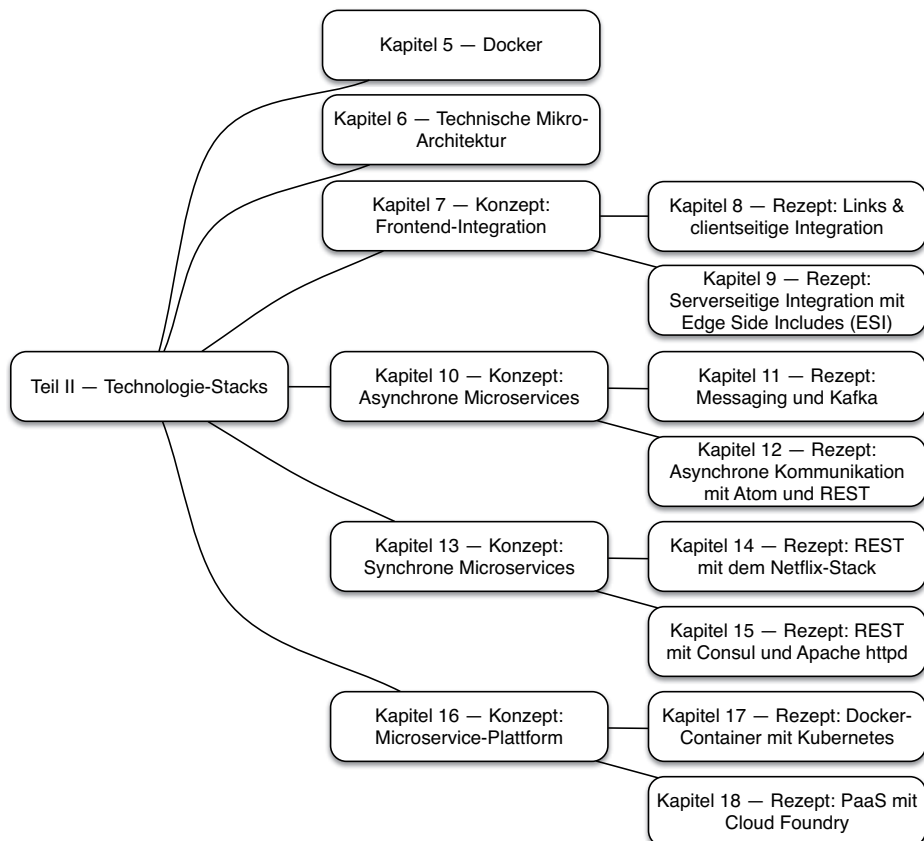 Kapitel 5 — Docker
Kapitel 6 — Technische Mikro-
Architektur
Kapitel 7 — Konzept:
Frontend-Integration
Kapitel 8 — Rezept: Links &
clientseitige Integration
Kapitel 9 — Rezept:
Serverseitige Integration mit
Edge Side Includes (ESI)
Teil II — Technologie-Stacks
Kapitel 10 — Konzept:
Asynchrone Microservices
Kapitel 11 — Rezept:
Messaging und Kafka
Kapitel 12 — Rezept:
Asynchrone Kommunikation
mit Atom und REST
Kapitel 13 — Konzept:
Synchrone Microservices
Kapitel 14 — Rezept: REST
mit dem Netflix-Stack
Kapitel 15 — Rezept: REST
mit Consul und Apache httpd
Kapitel 16 — Konzept:
Microservice-Plattform
Kapitel 17 — Rezept: Docker-
Container mit Kubernetes
Kapitel 18 — Rezept: PaaS mit
Cloud Foundry